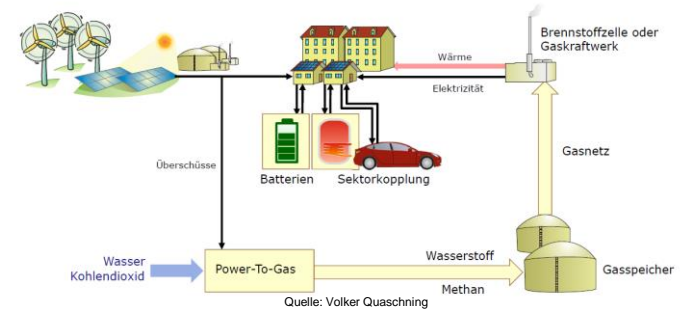 Brennstoffzelle oder
Gaskraftwerk
Wärme
Elektrizität
Überschüsse
Batterien
Sektorkopplung
Gasnetz
Wasser
Kohlendioxid
Power-To-Gas
Wasserstoff
Methan
Gasspeicher
Quelle: Volker Quaschning